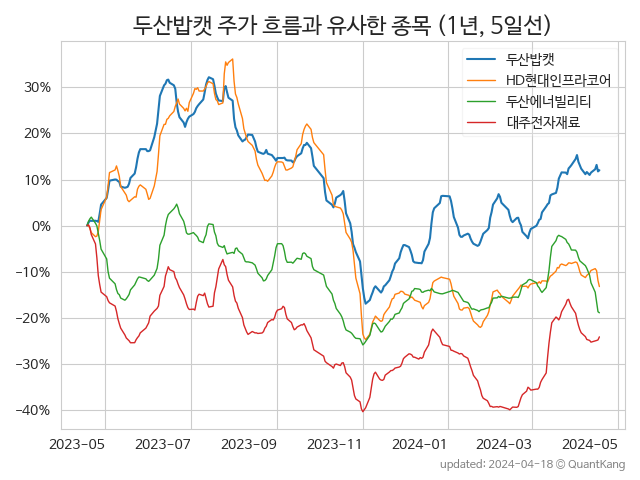 두산밥캣 주가 흐름과 유사한 종목 (1년, 5일선)
두산밥캣
HD현대인프라코어
두산에너빌리티
대주전자재료
30%
20%
10%
0%
−10%
−20%
−30%
−40%
2023-05 2023-07 2023-09 2023-11 2024-01 2024-03 2024-05
updated: 2024-04-18 © QuantKang